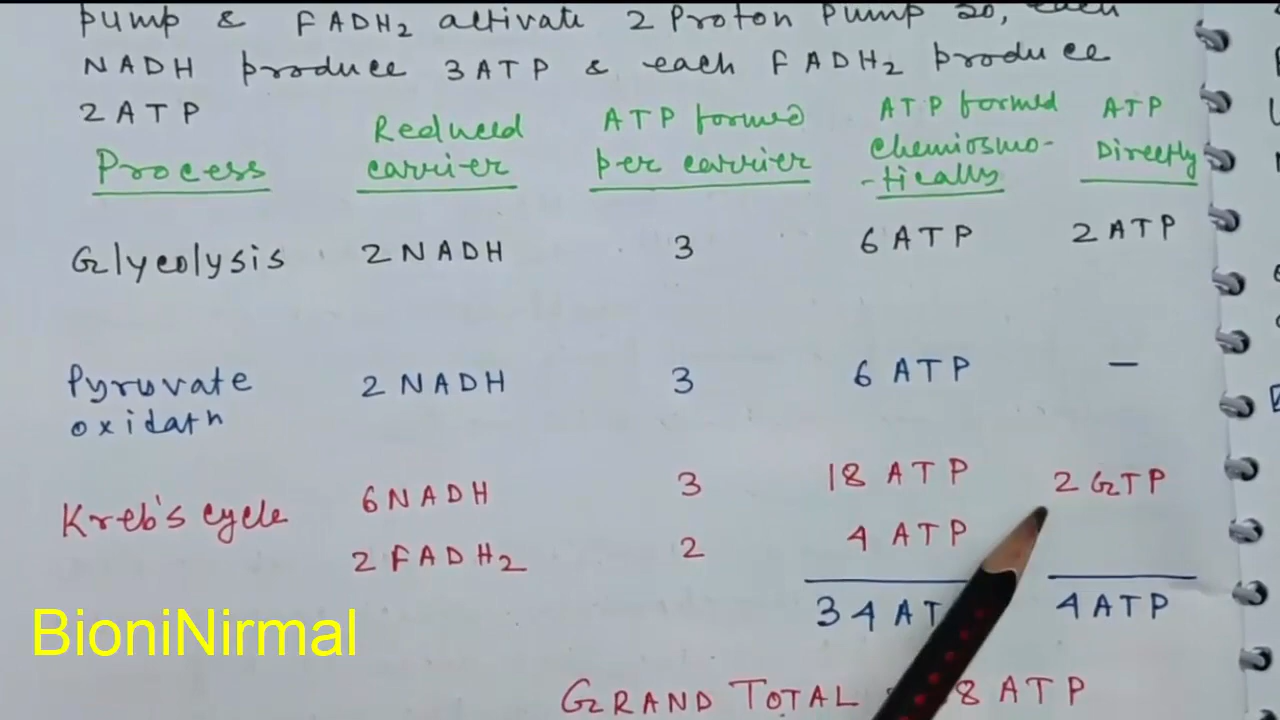 pump & FADH2 activate 2 Proton Pump so, each
NADH produce 3ATP & each FADH2 produce
2 ATP
Process Reduced carrier ATP formed per carrier ATP formed chemiosmo-tically ATP Directly
Glycolysis 2 NADH 3 6 ATP 2 ATP
Pyruvate 2 NADH 3 6 ATP –
oxidatn
Kreb's cycle 6 NADH 3 18 ATP 2 GTP
2 FADH2 2 4 ATP
34 AT 4 ATP
BioniNirmal
GRAND TOTAL 8 ATP